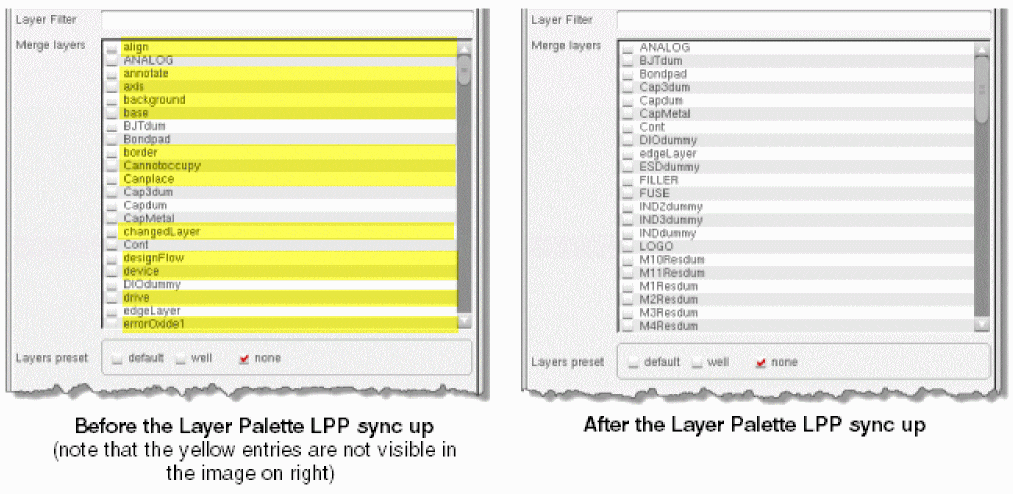 Layer Filter
Merge layers
align
ANALOG
annotate
axis
background
base
BJTdum
Bondpad
border
Cannotoccupy
Canplace
Cap3dum
Capdum
CapMetal
changedLayer
Cont
designFlow
device
DIOdummy
drive
edgeLayer
errorOxide1
Layers preset default well none
Before the Layer Palette LPP sync up
(note that the yellow entries are not visible in
the image on right)
Layer Filter
Merge layers
ANALOG
BJTdum
Bondpad
Cap3dum
Capdum
CapMetal
Cont
DIOdummy
edgeLayer
ESDdummy
FILLER
FUSE
IND2dummy
IND3dummy
INDdummy
LOGO
M10Resdum
M11Resdum
M1Resdum
M2Resdum
M3Resdum
M4Resdum
Layers preset default well none
After the Layer Palette LPP sync up